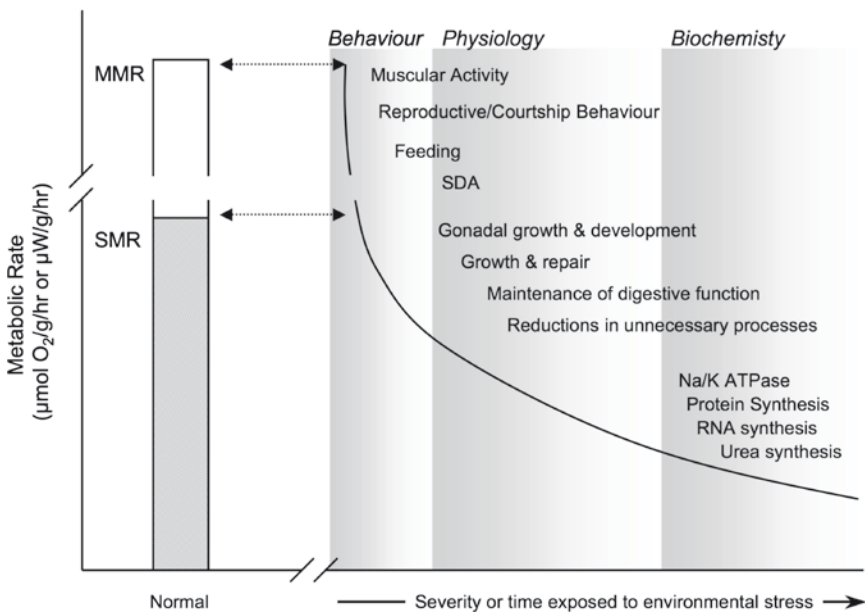 Behaviour
Physiology
Biochemisty
MMR
Muscular Activity
Reproductive/Courtship Behaviour
Feeding
SDA
SMR
Gonadal growth & development
Growth & repair
Maintenance of digestive function
Reductions in unnecessary processes
Na/K ATPase
Protein Synthesis
RNA synthesis
Urea synthesis
Metabolic Rate
(μmol O₂/g/hr or μW/g/hr)
Normal
Severity or time exposed to environmental stress